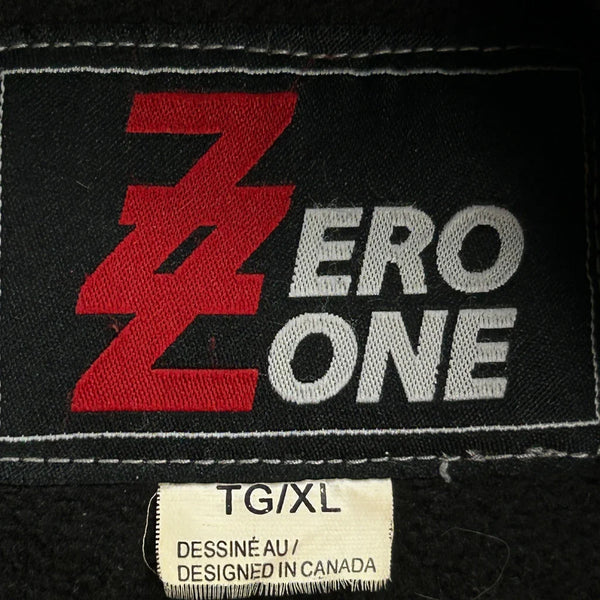 ZERO
ZONE
TG/XL
DESSINÉ AU/
DESIGNED IN CANADA